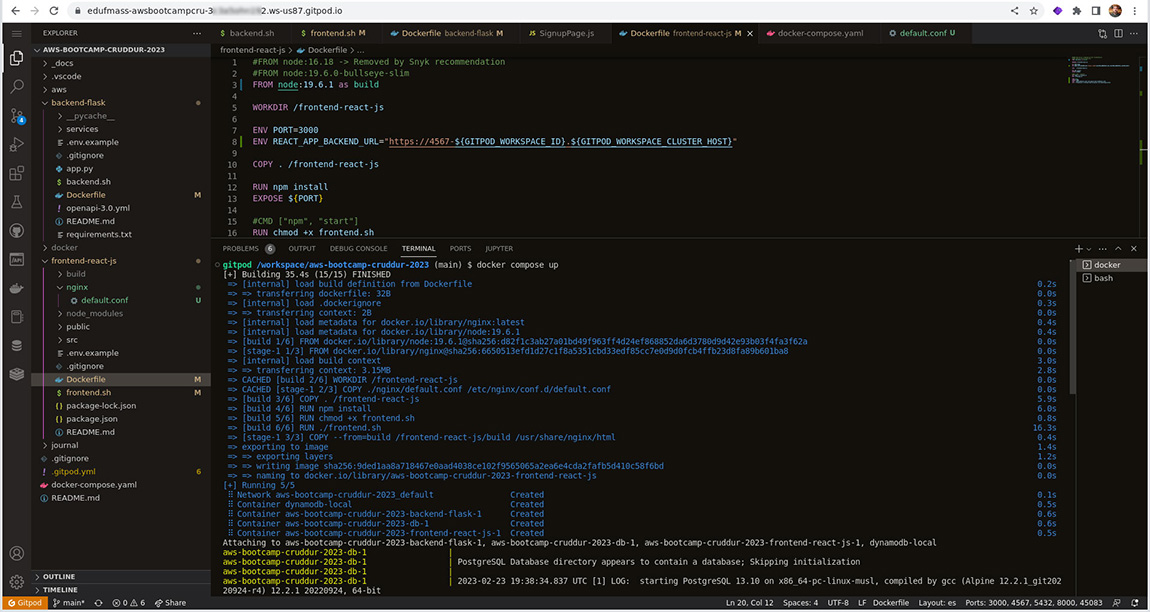 edufmass-awsbootcampcru-3 2.ws-us87.gitpod.io
EXPLORER
AWS-BOOTCAMP-CRUDDUR-2023
_docs
.vscode
aws
backend-flask
__pycache__
services
.env.example
.gitignore
app.py
$ backend.sh
Dockerfile M
! openapi-3.0.yml
README.md
requirements.txt
docker
frontend-react-js
build
nginx
default.conf U
node_modules
public
src
.env.example
.gitignore
Dockerfile M
$ frontend.sh M
{} package-lock.json
{} package.json
README.md
journal
.gitignore
! .gitpod.yml 6
docker-compose.yaml
README.md
OUTLINE
TIMELINE
4
$ backend.sh
$ frontend.sh M
Dockerfile backend-flask M
JS SignupPage.js
Dockerfile frontend-react-js M
docker-compose.yaml
default.conf U
frontend-react-js > Dockerfile > ...
1 #FROM node:16.18 -> Removed by Snyk recommendation
2 #FROM node:19.6.0-bullseye-slim
3 FROM node:19.6.1 as build
4
5 WORKDIR /frontend-react-js
6
7 ENV PORT=3000
8 ENV REACT_APP_BACKEND_URL="https://4567-${GITPOD_WORKSPACE_ID}.${GITPOD_WORKSPACE_CLUSTER_HOST}"
9
10 COPY . /frontend-react-js
11
12 RUN npm install
13 EXPOSE ${PORT}
14
15 #CMD ["npm", "start"]
16 RUN chmod +x frontend.sh
PROBLEMS 6 OUTPUT DEBUG CONSOLE TERMINAL PORTS JUPYTER
docker
bash
gitpod /workspace/aws-bootcamp-cruddur-2023 (main) $ docker compose up
[+] Building 35.4s (15/15) FINISHED
=> [internal] load build definition from Dockerfile 0.2s
=> => transferring dockerfile: 32B 0.0s
=> [internal] load .dockerignore 0.3s
=> => transferring context: 2B 0.0s
=> [internal] load metadata for docker.io/library/nginx:latest 0.4s
=> [internal] load metadata for docker.io/library/node:19.6.1 0.4s
=> [build 1/6] FROM docker.io/library/node:19.6.1@sha256:d82f1c3ab27a01bd49f963ff4d24ef868852da6d3780d9d42e93b03f4fa3f62a 0.0s
=> [stage-1 1/3] FROM docker.io/library/nginx@sha256:6650513efd1d27c1f8a5351cbd33edf85cc7e0d9d0fcb4ffb23d8fa89b601ba8 0.0s
=> [internal] load build context 3.0s
=> => transferring context: 3.15MB 2.8s
=> CACHED [build 2/6] WORKDIR /frontend-react-js 0.0s
=> CACHED [stage-1 2/3] COPY ./nginx/default.conf /etc/nginx/conf.d/default.conf 0.0s
=> [build 3/6] COPY . /frontend-react-js 5.9s
=> [build 4/6] RUN npm install 6.0s
=> [build 5/6] RUN chmod +x frontend.sh 0.8s
=> [build 6/6] RUN ./frontend.sh 16.3s
=> [stage-1 3/3] COPY --from=build /frontend-react-js/build /usr/share/nginx/html 0.4s
=> exporting to image 1.4s
=> => exporting layers 1.2s
=> => writing image sha256:9ded1aa8a718467e0aad4038ce102f9565065a2ea6e4cda2fafb5d410c58f6bd 0.0s
=> => naming to docker.io/library/aws-bootcamp-cruddur-2023-frontend-react-js 0.0s
[+] Running 5/5
Network aws-bootcamp-cruddur-2023_default Created 0.1s
Container dynamodb-local Created 0.5s
Container aws-bootcamp-cruddur-2023-backend-flask-1 Created 0.6s
Container aws-bootcamp-cruddur-2023-db-1 Created 0.6s
Container aws-bootcamp-cruddur-2023-frontend-react-js-1 Created 0.5s
Attaching to aws-bootcamp-cruddur-2023-backend-flask-1, aws-bootcamp-cruddur-2023-db-1, aws-bootcamp-cruddur-2023-frontend-react-js-1, dynamodb-local
aws-bootcamp-cruddur-2023-db-1 |
aws-bootcamp-cruddur-2023-db-1 | PostgreSQL Database directory appears to contain a database; Skipping initialization
aws-bootcamp-cruddur-2023-db-1 |
aws-bootcamp-cruddur-2023-db-1 | 2023-02-23 19:38:34.837 UTC [1] LOG: starting PostgreSQL 13.10 on x86_64-pc-linux-musl, compiled by gcc (Alpine 12.2.1_git202
20924-r4) 12.2.1 20220924, 64-bit
Gitpod main* 0 6 Share
Ln 20, Col 12 Spaces: 4 UTF-8 LF Dockerfile Layout: es Ports: 3000, 4567, 5432, 8000, 45083